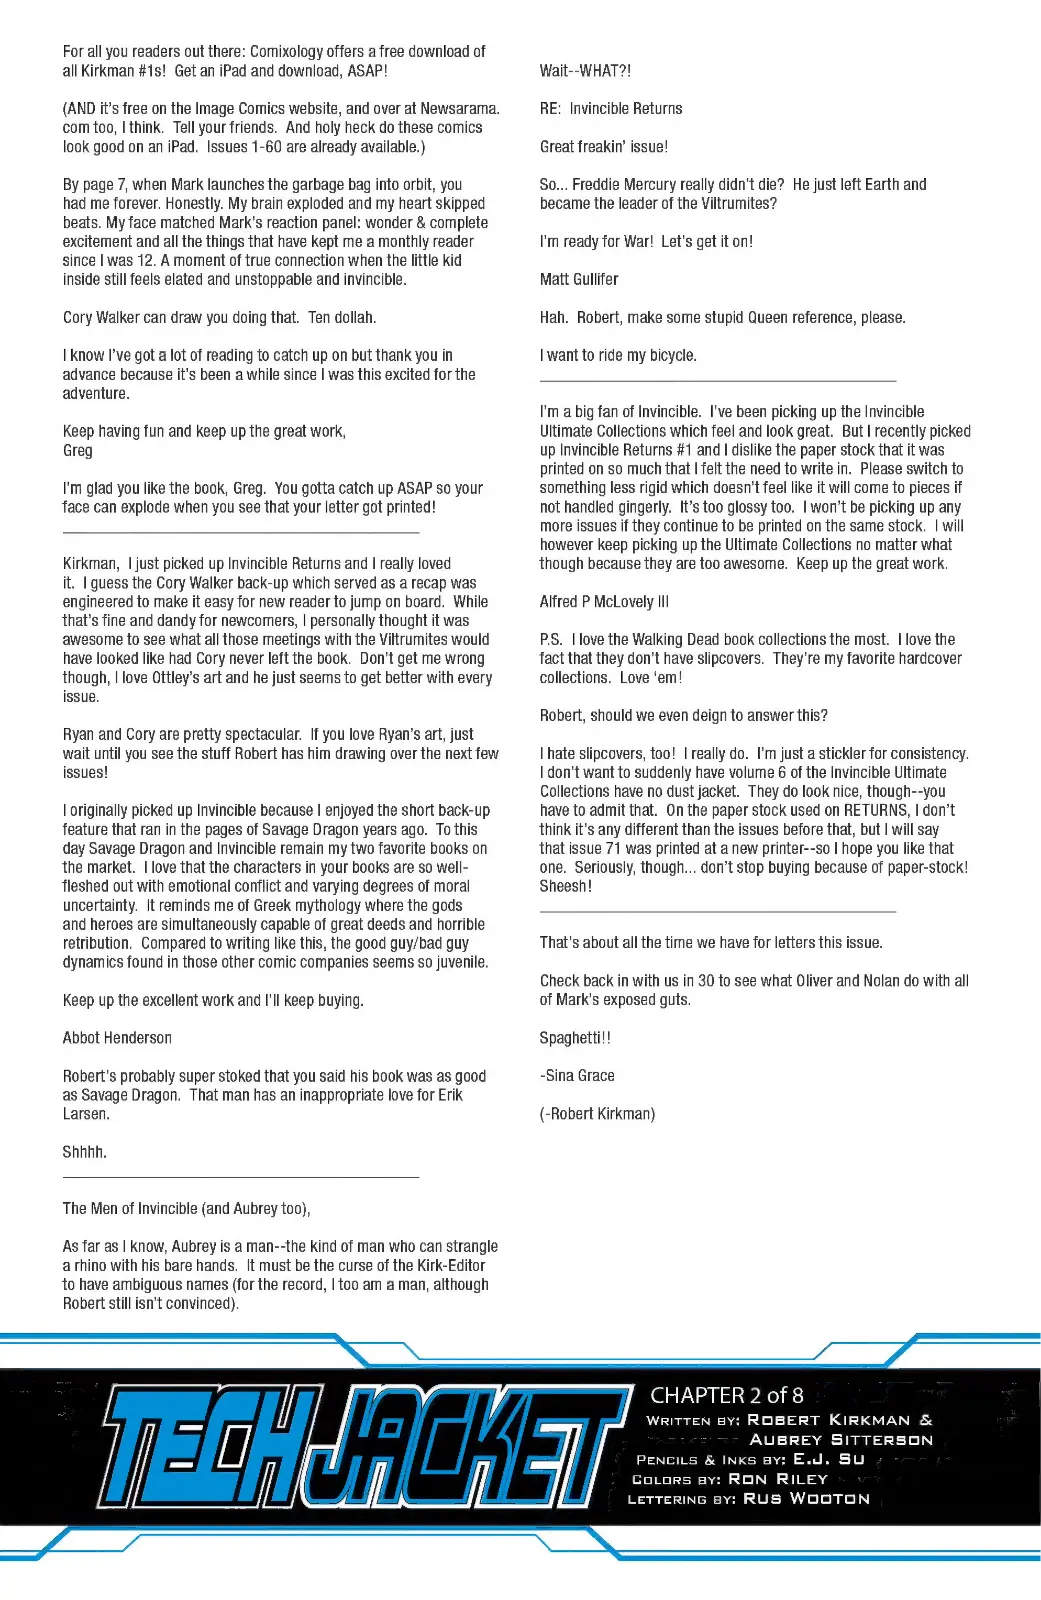 For all you readers out there: Comixology offers a free download of
all Kirkman #1s!  Get an iPad and download, ASAP!
(AND it's free on the Image Comics website, and over at Newsarama.
com too, I think.  Tell your friends.  And holy heck do these comics
look good on an iPad.  Issues 1-60 are already available.)
By page 7, when Mark launches the garbage bag into orbit, you
had me forever. Honestly. My brain exploded and my heart skipped
beats. My face matched Mark's reaction panel: wonder & complete
excitement and all the things that have kept me a monthly reader
since I was 12. A moment of true connection when the little kid
inside still feels elated and unstoppable and invincible.
Cory Walker can draw you doing that.  Ten dollah.
I know I've got a lot of reading to catch up on but thank you in
advance because it's been a while since I was this excited for the
adventure.
Keep having fun and keep up the great work,
Greg
I'm glad you like the book, Greg.  You gotta catch up ASAP so your
face can explode when you see that your letter got printed!
Kirkman,  I just picked up Invincible Returns and I really loved
it.  I guess the Cory Walker back-up which served as a recap was
engineered to make it easy for new reader to jump on board.  While
that's fine and dandy for newcomers, I personally thought it was
awesome to see what all those meetings with the Viltrumites would
have looked like had Cory never left the book.  Don't get me wrong
though, I love Ottley's art and he just seems to get better with every
issue.
Ryan and Cory are pretty spectacular.  If you love Ryan's art, just
wait until you see the stuff Robert has him drawing over the next few
issues!
I originally picked up Invincible because I enjoyed the short back-up
feature that ran in the pages of Savage Dragon years ago.  To this
day Savage Dragon and Invincible remain my two favorite books on
the market.  I love that the characters in your books are so well-
fleshed out with emotional conflict and varying degrees of moral
uncertainty.  It reminds me of Greek mythology where the gods
and heroes are simultaneously capable of great deeds and horrible
retribution.  Compared to writing like this, the good guy/bad guy
dynamics found in those other comic companies seems so juvenile.
Keep up the excellent work and I'll keep buying.
Abbot Henderson
Robert's probably super stoked that you said his book was as good
as Savage Dragon.  That man has an inappropriate love for Erik
Larsen.
Shhhh.
The Men of Invincible (and Aubrey too),
As far as I know, Aubrey is a man--the kind of man who can strangle
a rhino with his bare hands.  It must be the curse of the Kirk-Editor
to have ambiguous names (for the record, I too am a man, although
Robert still isn't convinced).
Wait--WHAT?!
RE:  Invincible Returns
Great freakin' issue!
So... Freddie Mercury really didn't die?  He just left Earth and
became the leader of the Viltrumites?
I'm ready for War!  Let's get it on!
Matt Gullifer
Hah.  Robert, make some stupid Queen reference, please.
I want to ride my bicycle.
I'm a big fan of Invincible.  I've been picking up the Invincible
Ultimate Collections which feel and look great.  But I recently picked
up Invincible Returns #1 and I dislike the paper stock that it was
printed on so much that I felt the need to write in.  Please switch to
something less rigid which doesn't feel like it will come to pieces if
not handled gingerly.  It's too glossy too.  I won't be picking up any
more issues if they continue to be printed on the same stock.  I will
however keep picking up the Ultimate Collections no matter what
though because they are too awesome.  Keep up the great work.
Alfred P McLovely III
P.S.  I love the Walking Dead book collections the most.  I love the
fact that they don't have slipcovers.  They're my favorite hardcover
collections.  Love 'em!
Robert, should we even deign to answer this?
I hate slipcovers, too!  I really do.  I'm just a stickler for consistency.
I don't want to suddenly have volume 6 of the Invincible Ultimate
Collections have no dust jacket.  They do look nice, though--you
have to admit that.  On the paper stock used on RETURNS, I don't
think it's any different than the issues before that, but I will say
that issue 71 was printed at a new printer--so I hope you like that
one.  Seriously, though... don't stop buying because of paper-stock!
Sheesh!
That's about all the time we have for letters this issue.
Check back in with us in 30 to see what Oliver and Nolan do with all
of Mark's exposed guts.
Spaghetti!!
-Sina Grace
(-Robert Kirkman)
TECH JACKET
CHAPTER 2 of 8
WRITTEN BY: ROBERT KIRKMAN &
AUBREY SITTERSON
PENCILS & INKS BY: E.J. SU
COLORS BY: RON RILEY
LETTERING BY: RUS WOOTON